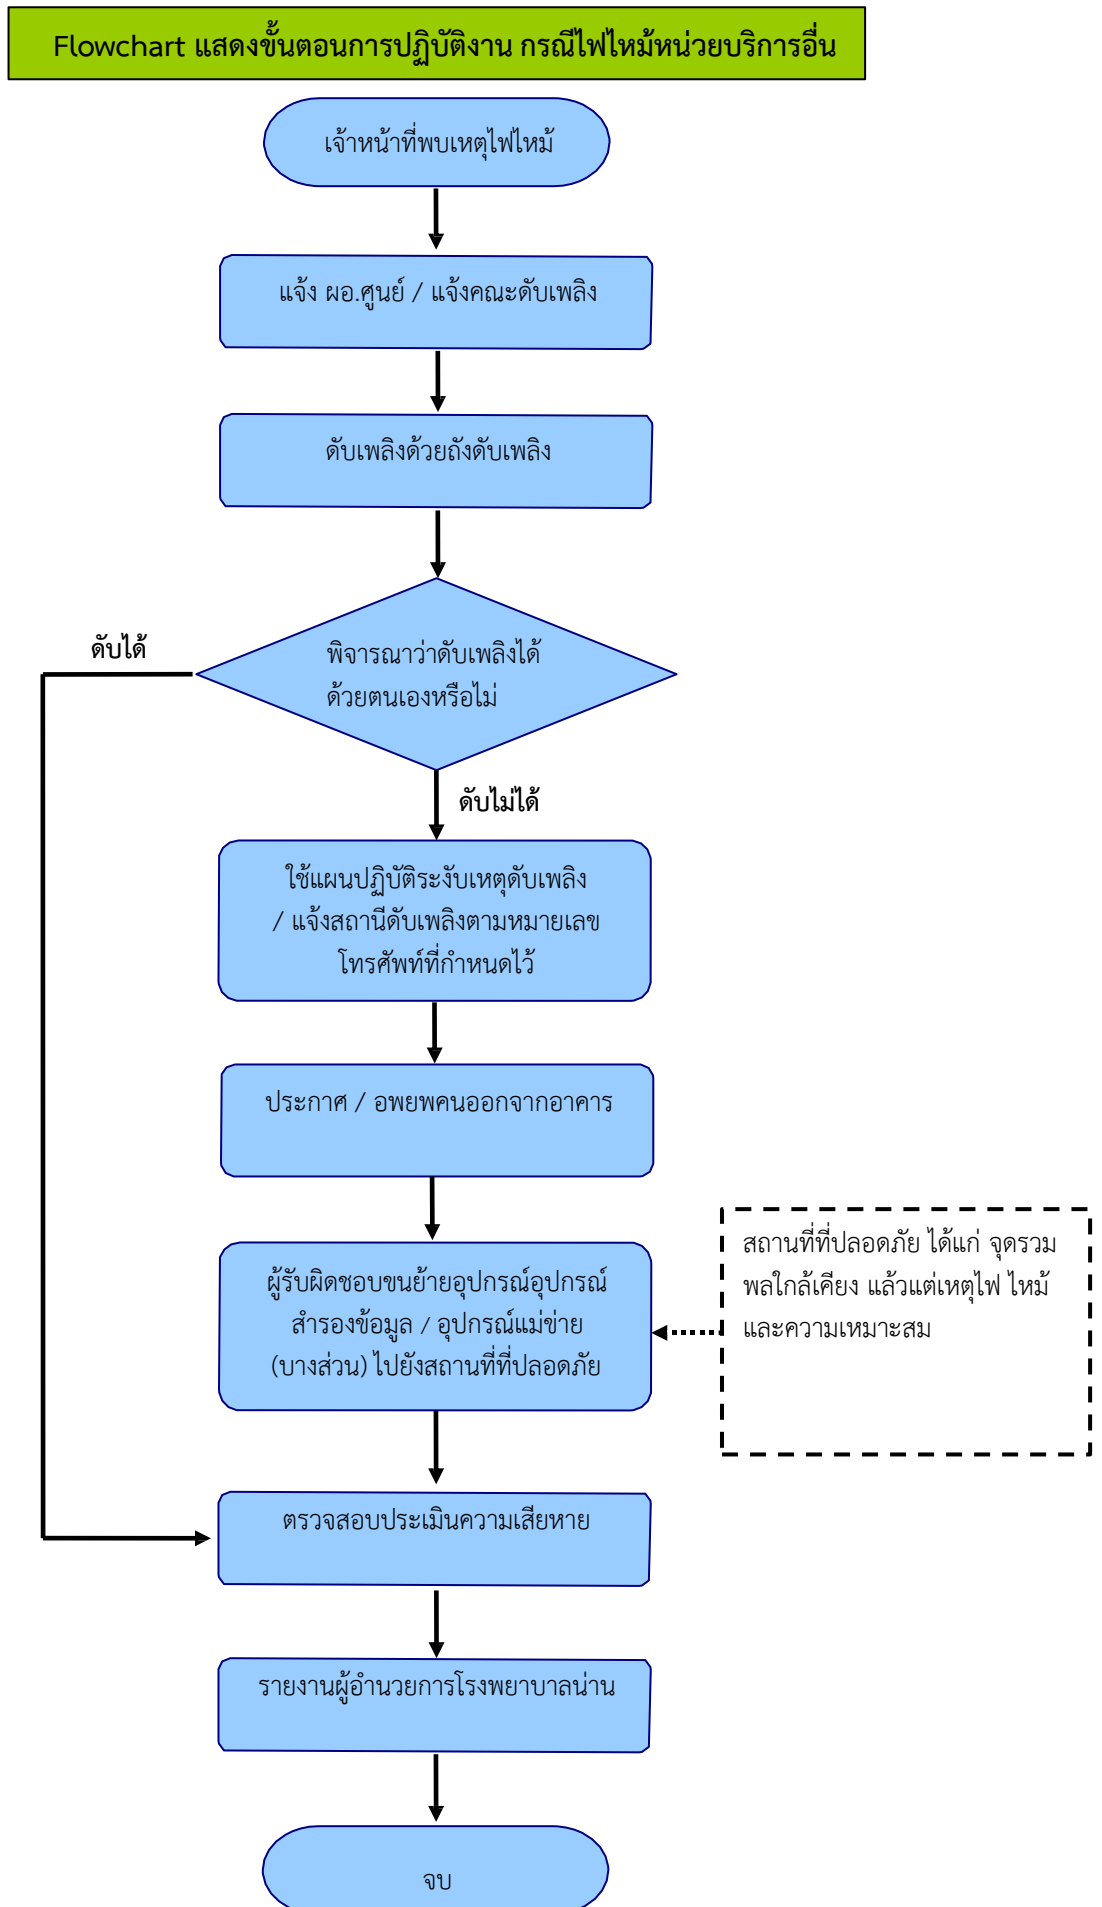 Flowchart แสดงขั้นตอนการปฏิบัติงาน กรณีไฟไหม้หน่วยบริการอื่น
เจ้าหน้าที่พบเหตุไฟไหม้
แจ้ง ผอ.ศูนย์ / แจ้งคณะดับเพลิง
ดับเพลิงด้วยถังดับเพลิง
พิจารณาว่าดับเพลิงได้
ด้วยตนเองหรือไม่
ดับได้
ดับไม่ได้
ใช้แผนปฏิบัติระงับเหตุดับเพลิง
/ แจ้งสถานีดับเพลิงตามหมายเลข
โทรศัพท์ที่กำหนดไว้
ประกาศ / อพยพคนออกจากอาคาร
ผู้รับผิดชอบขนย้ายอุปกรณ์อุปกรณ์
สำรองข้อมูล / อุปกรณ์แม่ข่าย
(บางส่วน) ไปยังสถานที่ที่ปลอดภัย
สถานที่ที่ปลอดภัย ได้แก่ จุดรวม
พลใกล้เคียง แล้วแต่เหตุไฟ ไหม้
และความเหมาะสม
ตรวจสอบประเมินความเสียหาย
รายงานผู้อำนวยการโรงพยาบาลน่าน
จบ